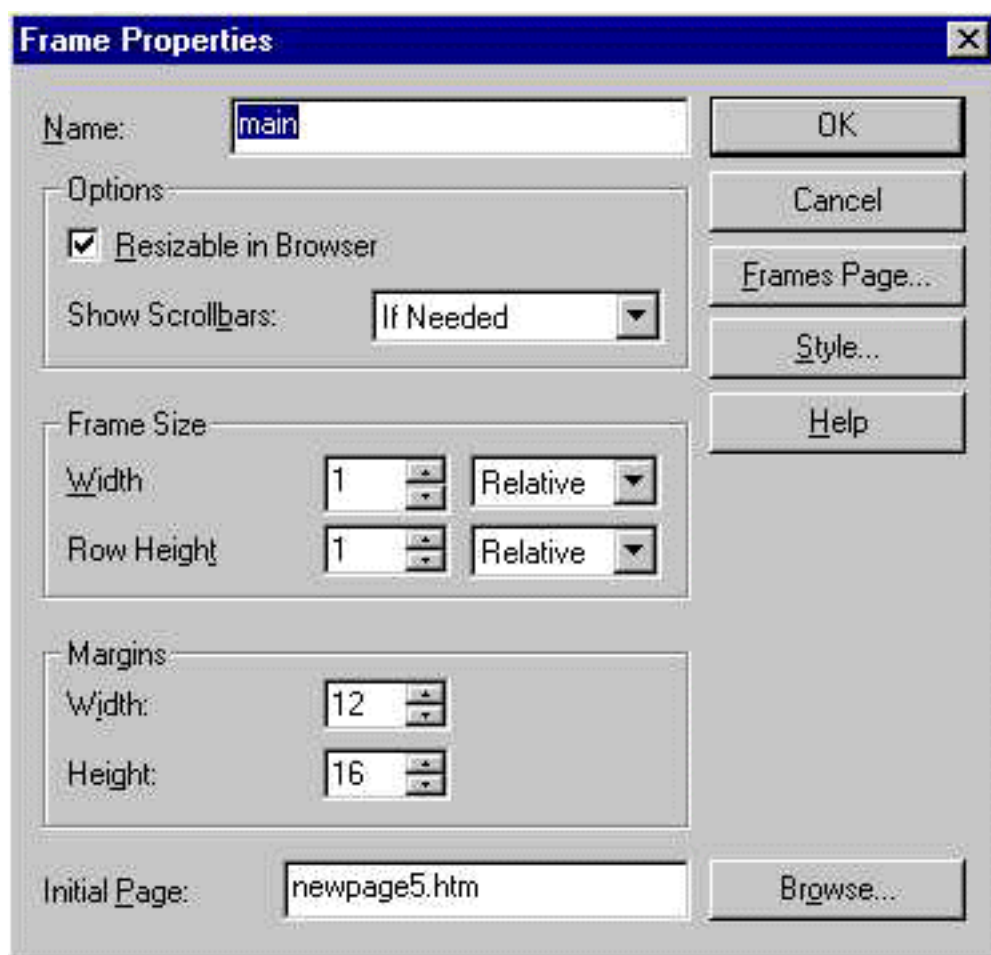 Frame Properties
Name: main OK
Options Cancel
Resizable in Browser Frames Page...
Show Scrollbars: If Needed Style...
Frame Size Help
Width 1 Relative
Row Height 1 Relative
Margins
Width: 12
Height: 16
Initial Page: newpage5.htm Browse...